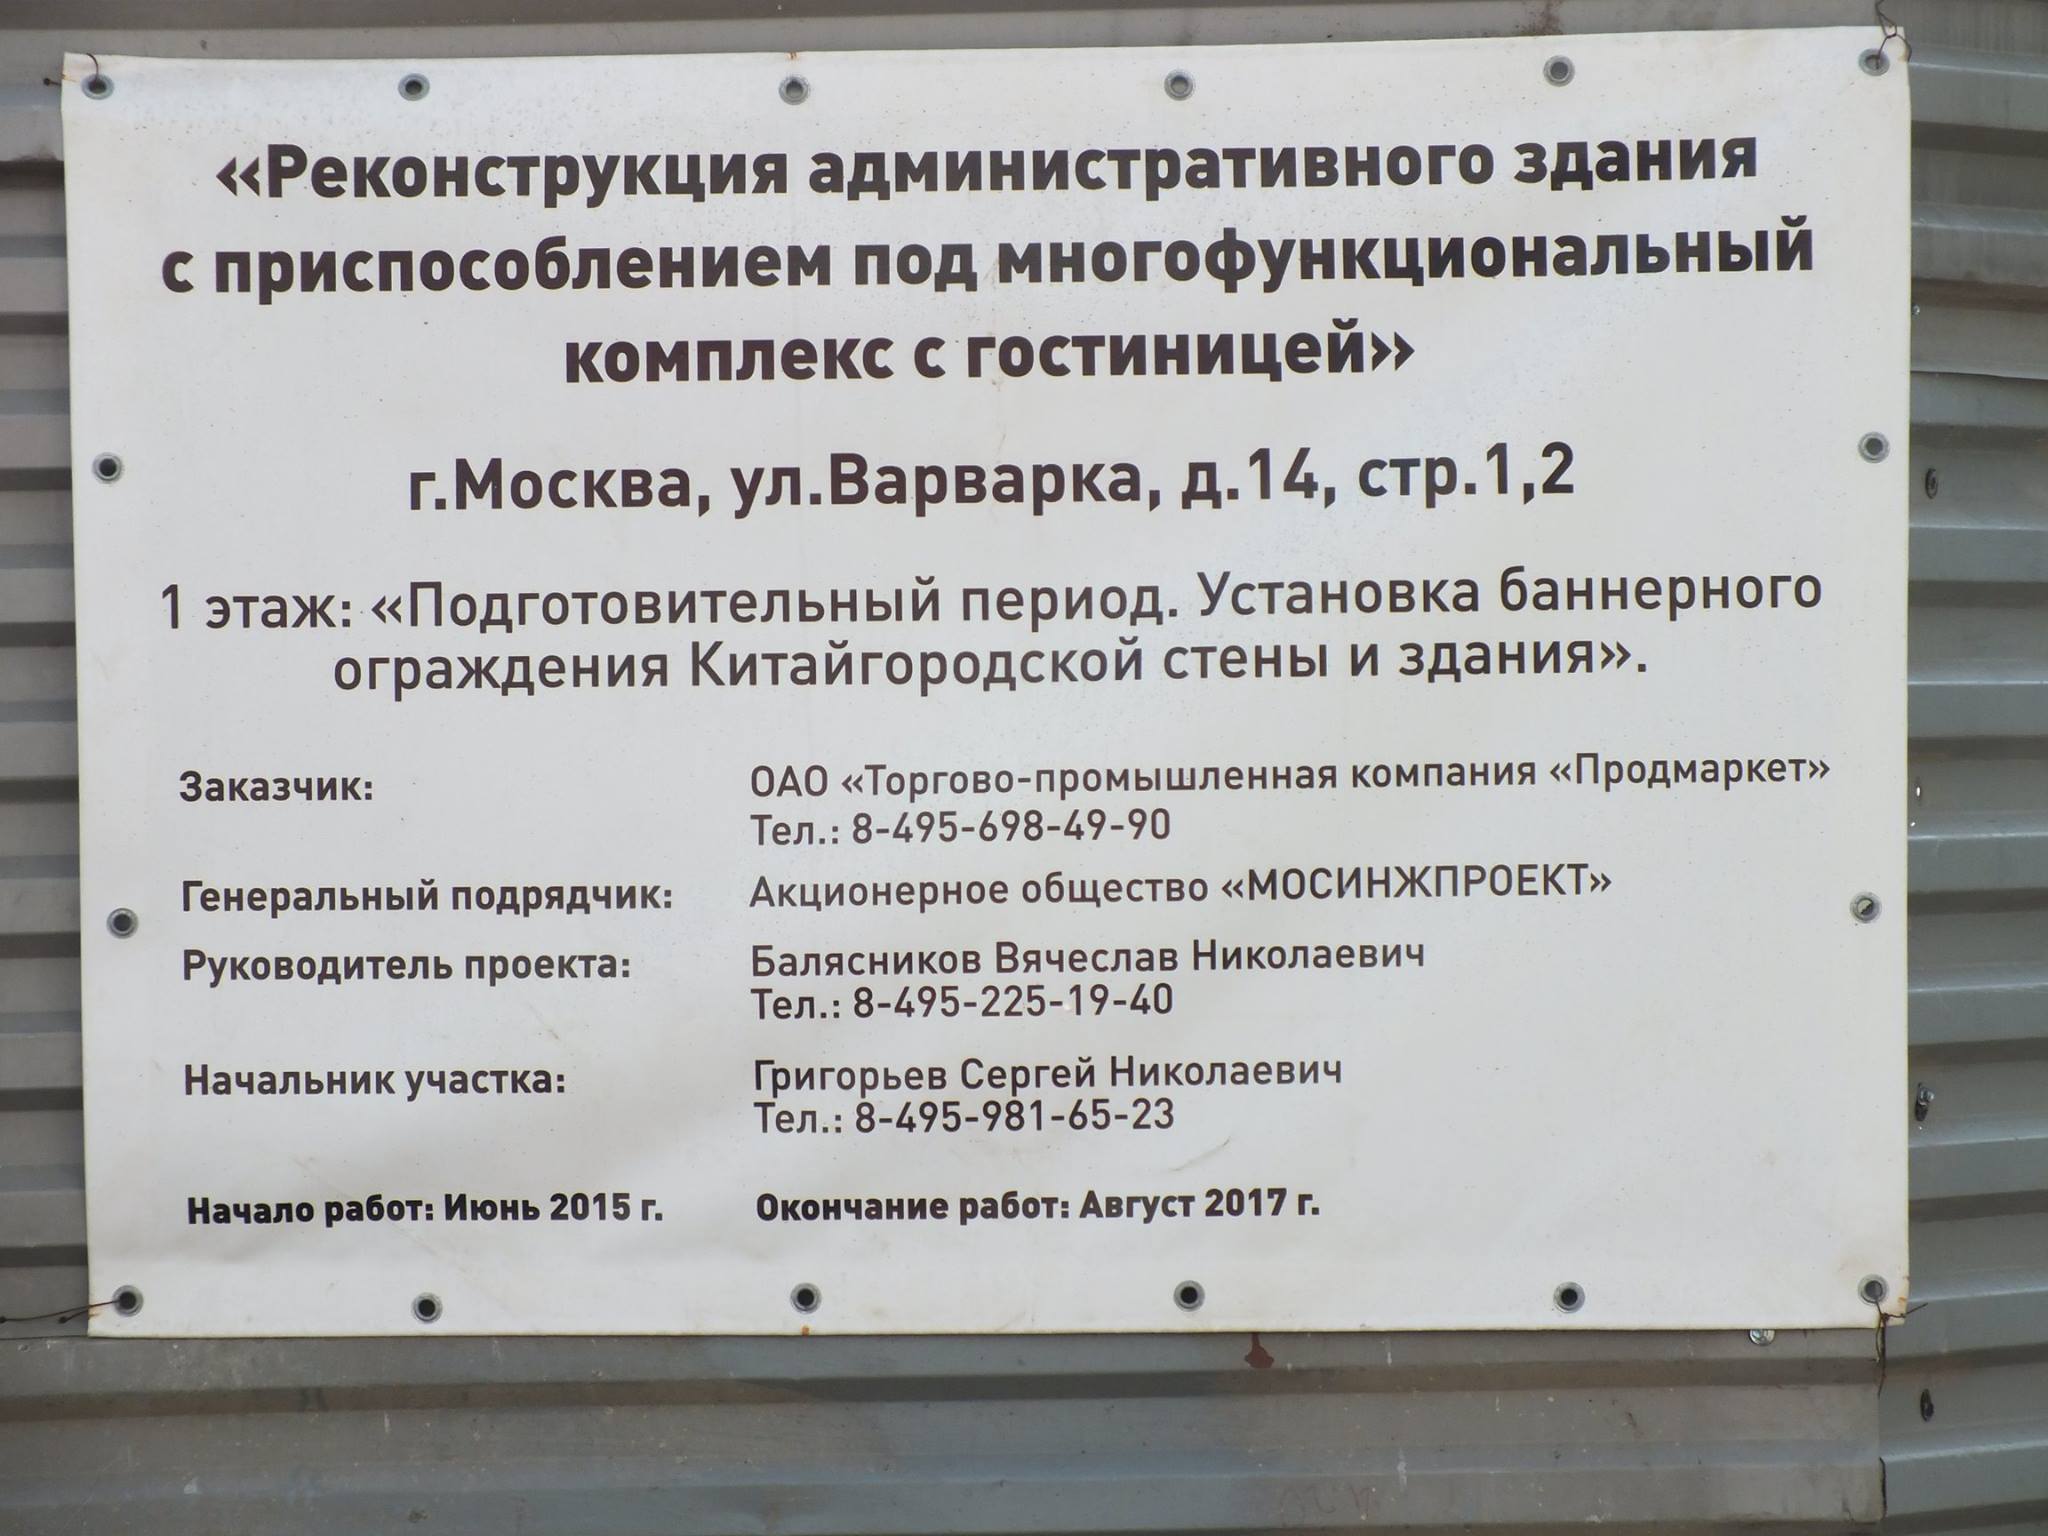 «Реконструкция административного здания
с приспособлением под многофункциональный
комплекс с гостиницей»
г.Москва, ул.Варварка, д.14, стр.1,2
1 этаж: «Подготовительный период. Установка баннерного
ограждения Китайгородской стены и здания».
Заказчик: ОАО «Торгово-промышленная компания «Продмаркет»
Тел.: 8-495-698-49-90
Генеральный подрядчик: Акционерное общество «МОСИНЖПРОЕКТ»
Руководитель проекта: Балясников Вячеслав Николаевич
Тел.: 8-495-225-19-40
Начальник участка: Григорьев Сергей Николаевич
Тел.: 8-495-981-65-23
Начало работ: Июнь 2015 г. Окончание работ: Август 2017 г.